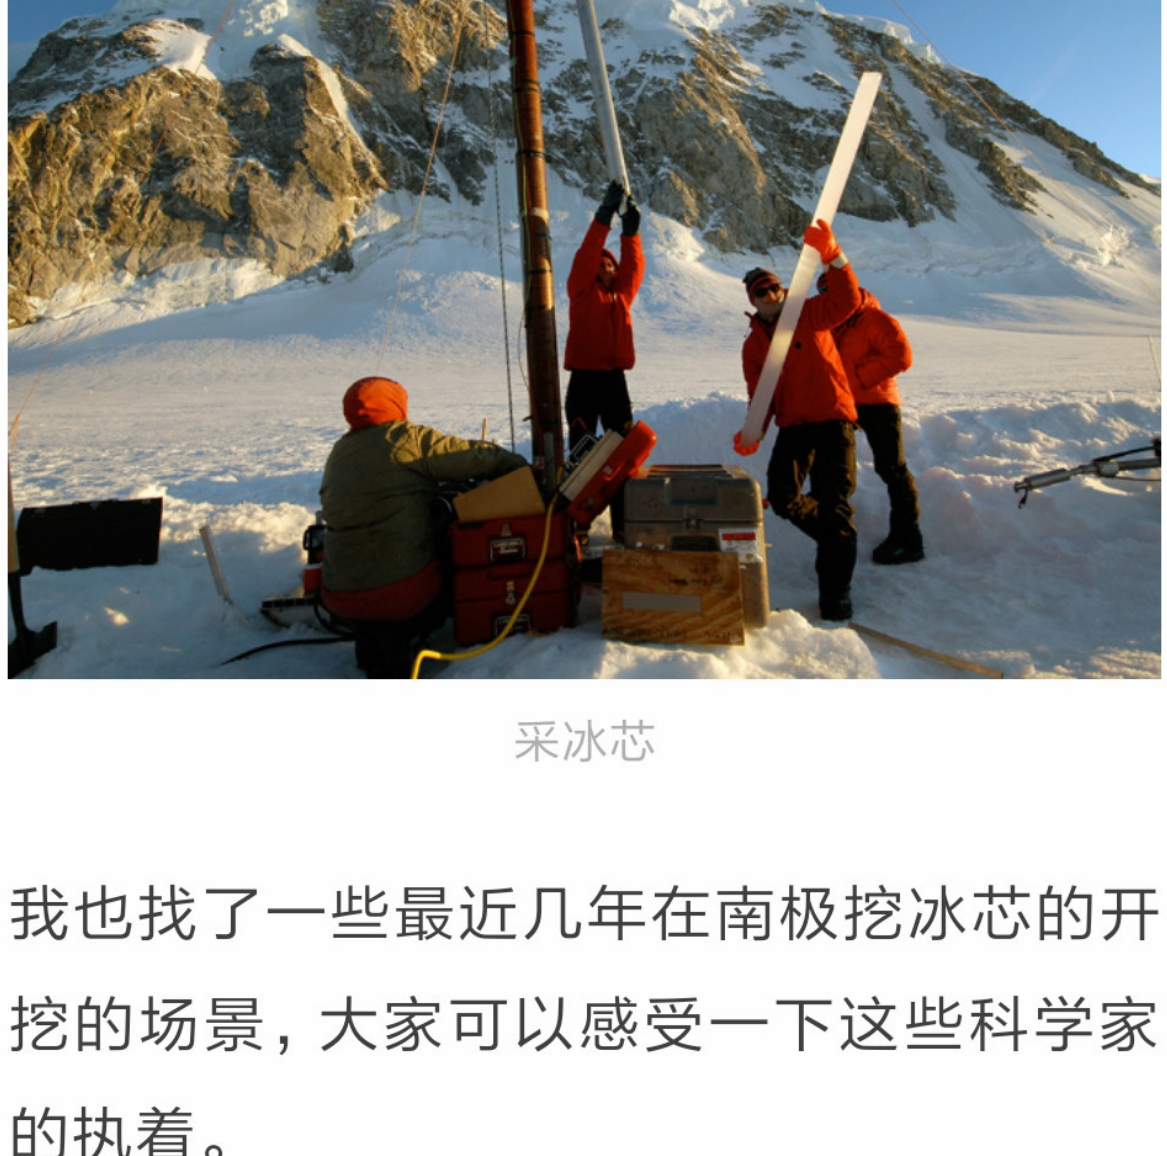 采冰芯
我也找了一些最近几年在南极挖冰芯的开
挖的场景，大家可以感受一下这些科学家
的执着。